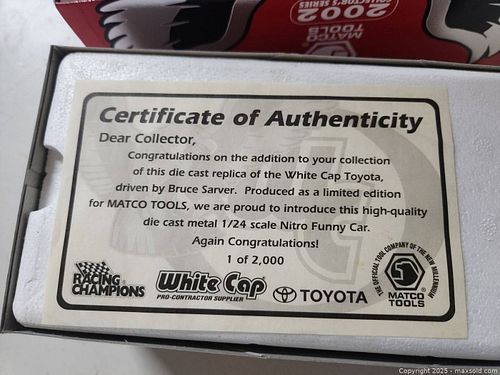 2002
COLLECTOR'S SERIES
MATCO
TOOLS
Certificate of Authenticity
Dear Collector,
Congratulations on the addition to your collection
of this die cast replica of the White Cap Toyota,
driven by Bruce Sarver. Produced as a limited edition
for MATCO TOOLS, we are proud to introduce this high-quality
die cast metal 1/24 scale Nitro Funny Car.
Again Congratulations!
1 of 2,000
RACING
CHAMPIONS
White Cap
PRO-CONTRACTOR SUPPLIER
TOYOTA
THE OFFICIAL TOOL COMPANY OF THE NEW MILLENNIUM
MATCO
TOOLS
Copyright 2025 - maxsold.com